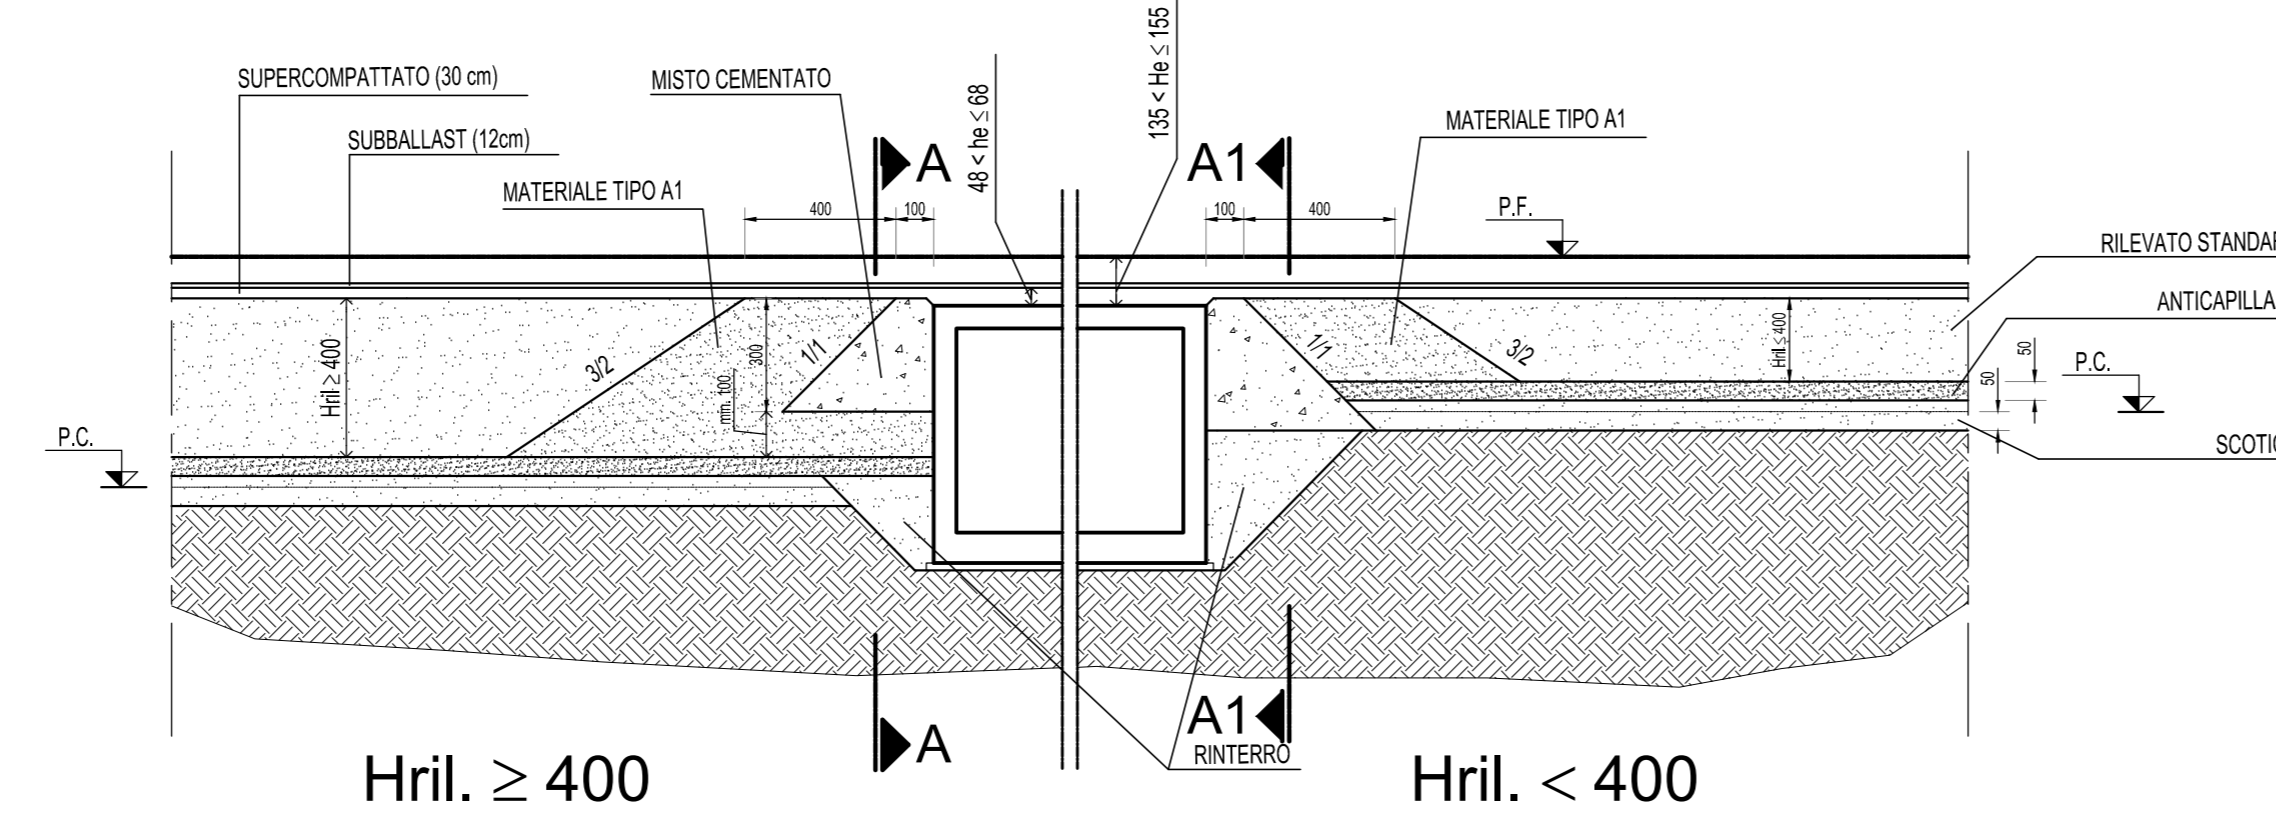 SUPERCOMPATTATO (30 cm)
MISTO CEMENTATO
SUBBALLAST (12cm)
MATERIALE TIPO A1
48 < he ≤ 68
135 < He ≤ 155
MATERIALE TIPO A1
A
A1
400
100
100
400
P.F.
RILEVATO STANDAR
ANTICAPILLA
Hril ≥ 400
3/2
300
min. 100
1/1
1/1
3/2
Hril. ≤ 400
50
50
P.C.
P.C.
SCOTIC
A
A1
RINTERRO
Hril. ≥ 400
Hril. < 400